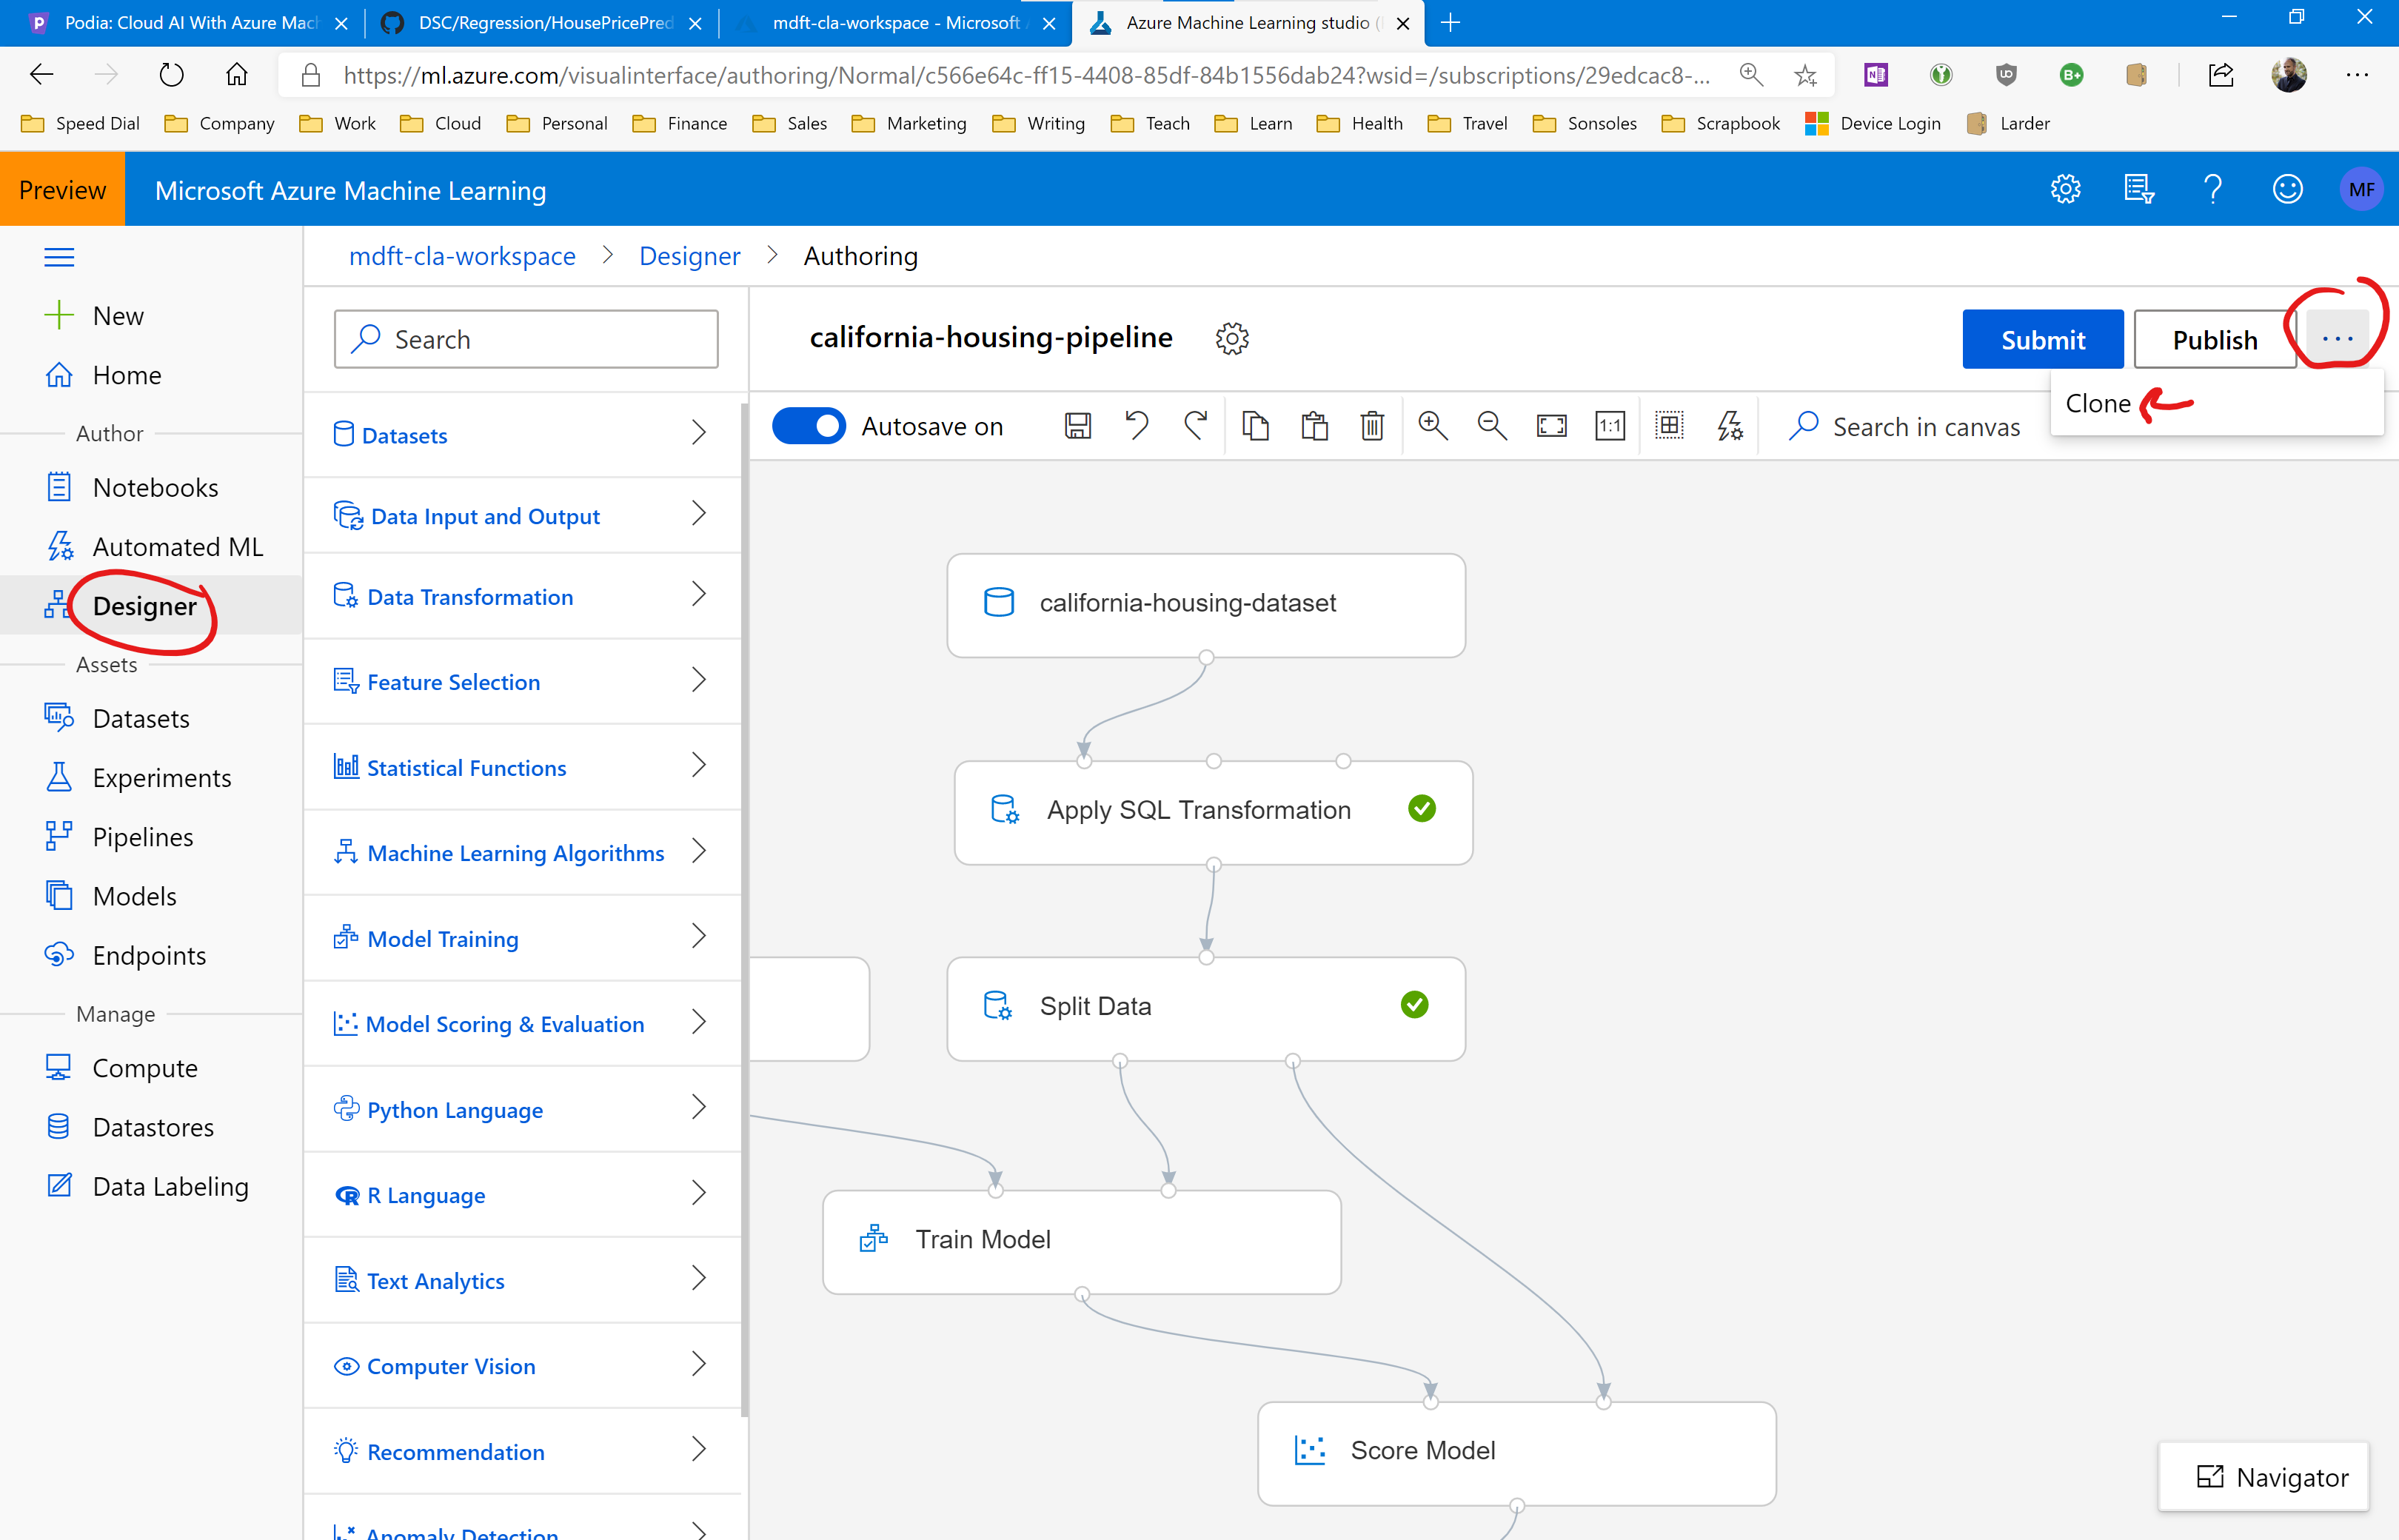 Podia: Cloud AI With Azure Mach
DSC/Regression/HousePricePred
mdft-cla-workspace - Microsoft A
Azure Machine Learning studio (
https://ml.azure.com/visualinterface/authoring/Normal/c566e64c-ff15-4408-85df-84b1556dab24?wsid=/subscriptions/29edcac8-...
Speed Dial
Company
Work
Cloud
Personal
Finance
Sales
Marketing
Writing
Teach
Learn
Health
Travel
Sonsoles
Scrapbook
Device Login
Larder
Preview
Microsoft Azure Machine Learning
MF
mdft-cla-workspace > Designer > Authoring
New
Home
Author
Notebooks
Automated ML
Designer
Assets
Datasets
Experiments
Pipelines
Models
Endpoints
Manage
Compute
Datastores
Data Labeling
Search
Datasets
Data Input and Output
Data Transformation
Feature Selection
Statistical Functions
Machine Learning Algorithms
Model Training
Model Scoring & Evaluation
Python Language
R Language
Text Analytics
Computer Vision
Recommendation
Anomaly Detection
california-housing-pipeline
Submit
Publish
...
Clone
Autosave on
1:1
Search in canvas
california-housing-dataset
Apply SQL Transformation
Split Data
Train Model
Score Model
Navigator